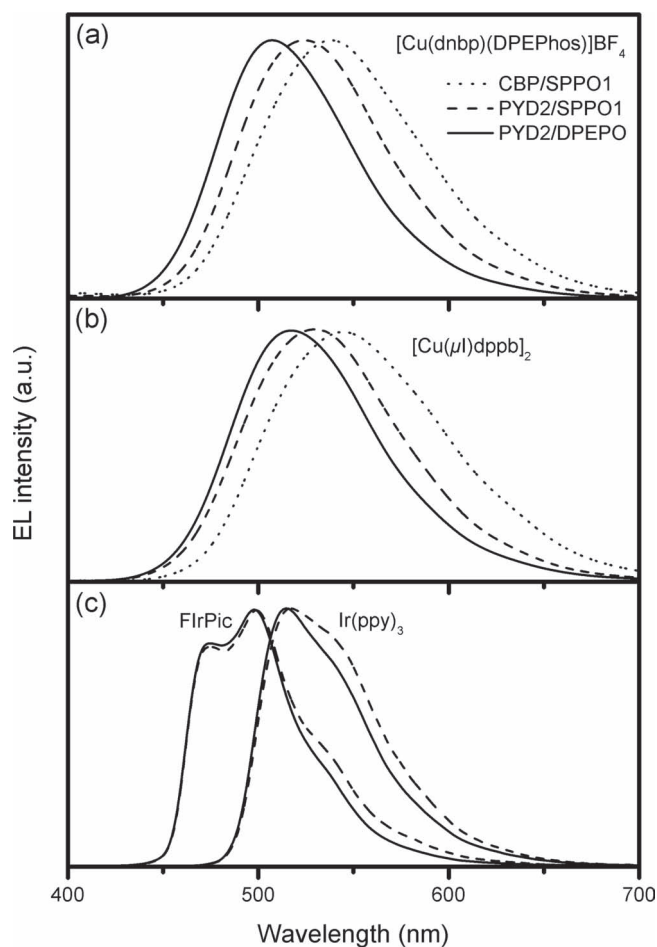 (a)
[Cu(dnbp)(DPEPhos)]BF4
CBP/SPPO1
PYD2/SPPO1
PYD2/DPEPO
(b)
[Cu(µI)dppb]2
EL intensity (a.u.)
(c)
FIrPic
Ir(ppy)3
400
500
600
700
Wavelength (nm)